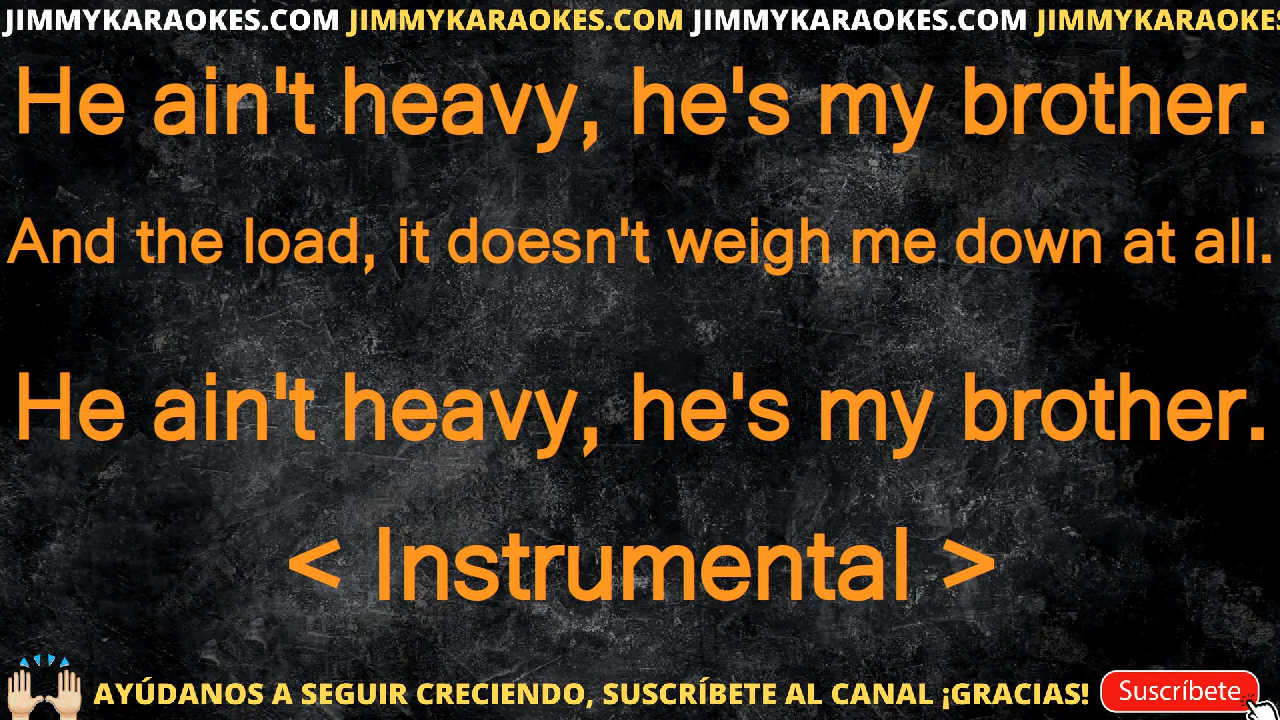 JIMMYKARAOKES.COM JIMMYKARAOKES.COM JIMMYKARAOKES.COM JIMMYKARAOKES
He ain't heavy, he's my brother.
And the load, it doesn't weigh me down at all.
He ain't heavy, he's my brother.
< Instrumental >
AYÚDANOS A SEGUIR CRECIENDO, SUSCRÍBETE AL CANAL ¡GRACIAS! Suscríbete